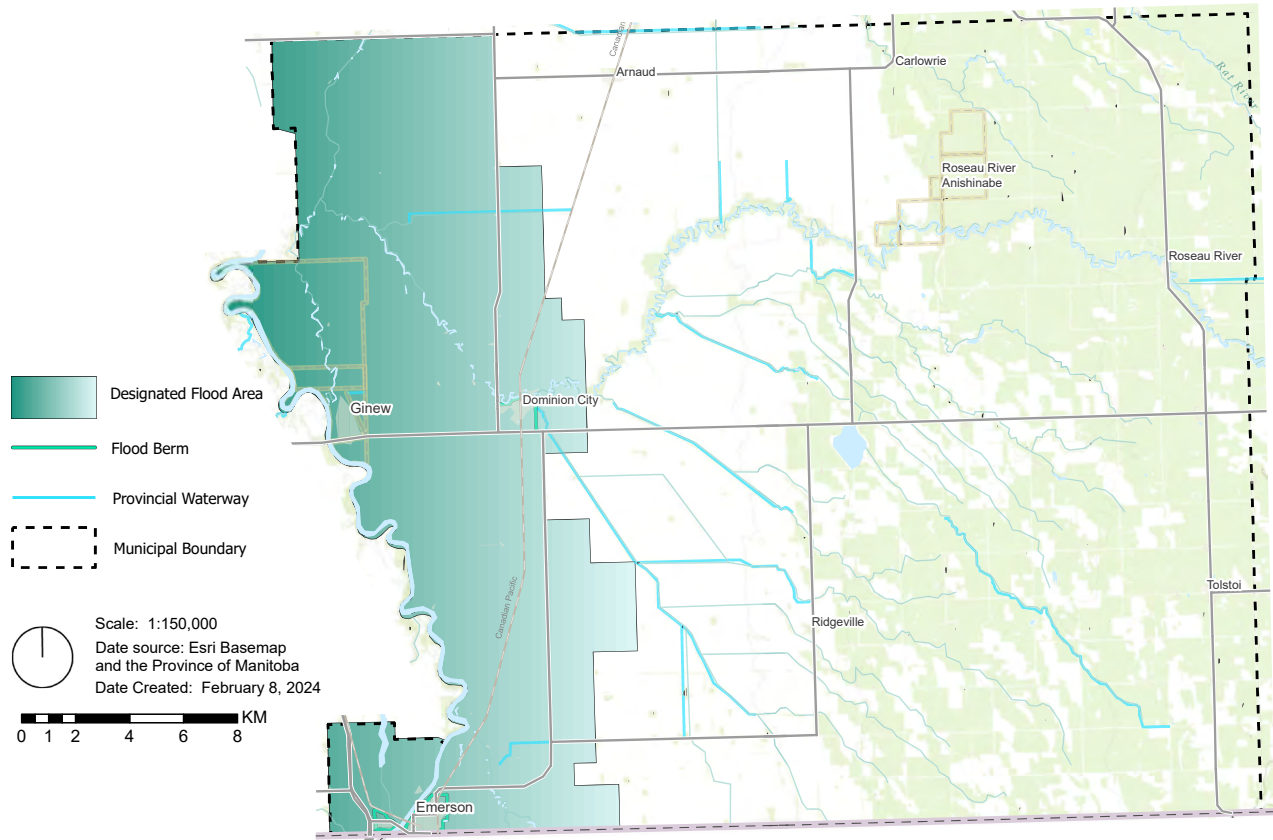 Canadian
Arnaud
Carlowrie
Rat River
Roseau River
Anishinabe
Roseau River
Designated Flood Area
Ginew
Dominion City
Flood Berm
Provincial Waterway
Municipal Boundary
Canadian Pacific
Tolstoi
Ridgeville
Scale: 1:150,000
Date source: Esri Basemap
and the Province of Manitoba
Date Created: February 8, 2024
KM
0 1 2 4 6 8
Emerson